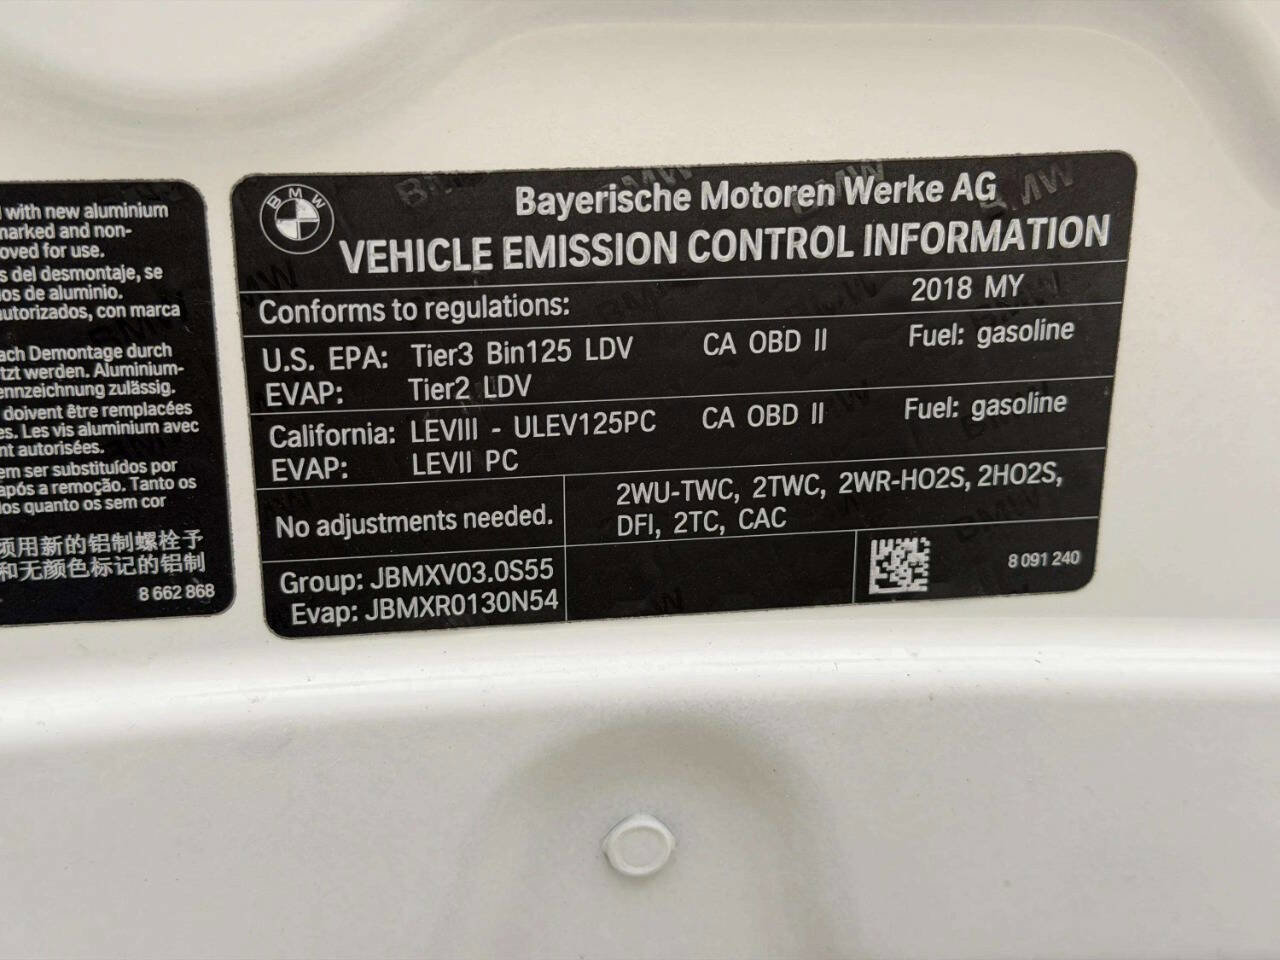 d with new aluminium
marked and non-
oved for use.
s del desmontaje, se
os de aluminio.
autorizados, con marca
ach Demontage durch
tzt werden. Aluminium-
ennzeichnung zulässig.
doivent être remplacées
es. Les vis aluminium avec
nt autorisées.
em ser substituídos por
após a remoção. Tanto os
los quanto os sem cor
须用新的铝制螺栓予
和无颜色标记的铝制
8 662 868
BMW
Bayerische Motoren Werke AG
VEHICLE EMISSION CONTROL INFORMATION
Conforms to regulations: 2018 MY
U.S. EPA: Tier3 Bin125 LDV CA OBD II Fuel: gasoline
EVAP: Tier2 LDV
California: LEVIII - ULEV125PC CA OBD II Fuel: gasoline
EVAP: LEVII PC
No adjustments needed.
2WU-TWC, 2TWC, 2WR-HO2S, 2HO2S,
DFI, 2TC, CAC
Group: JBMXV03.0S55
Evap: JBMXR0130N54
8 091 240